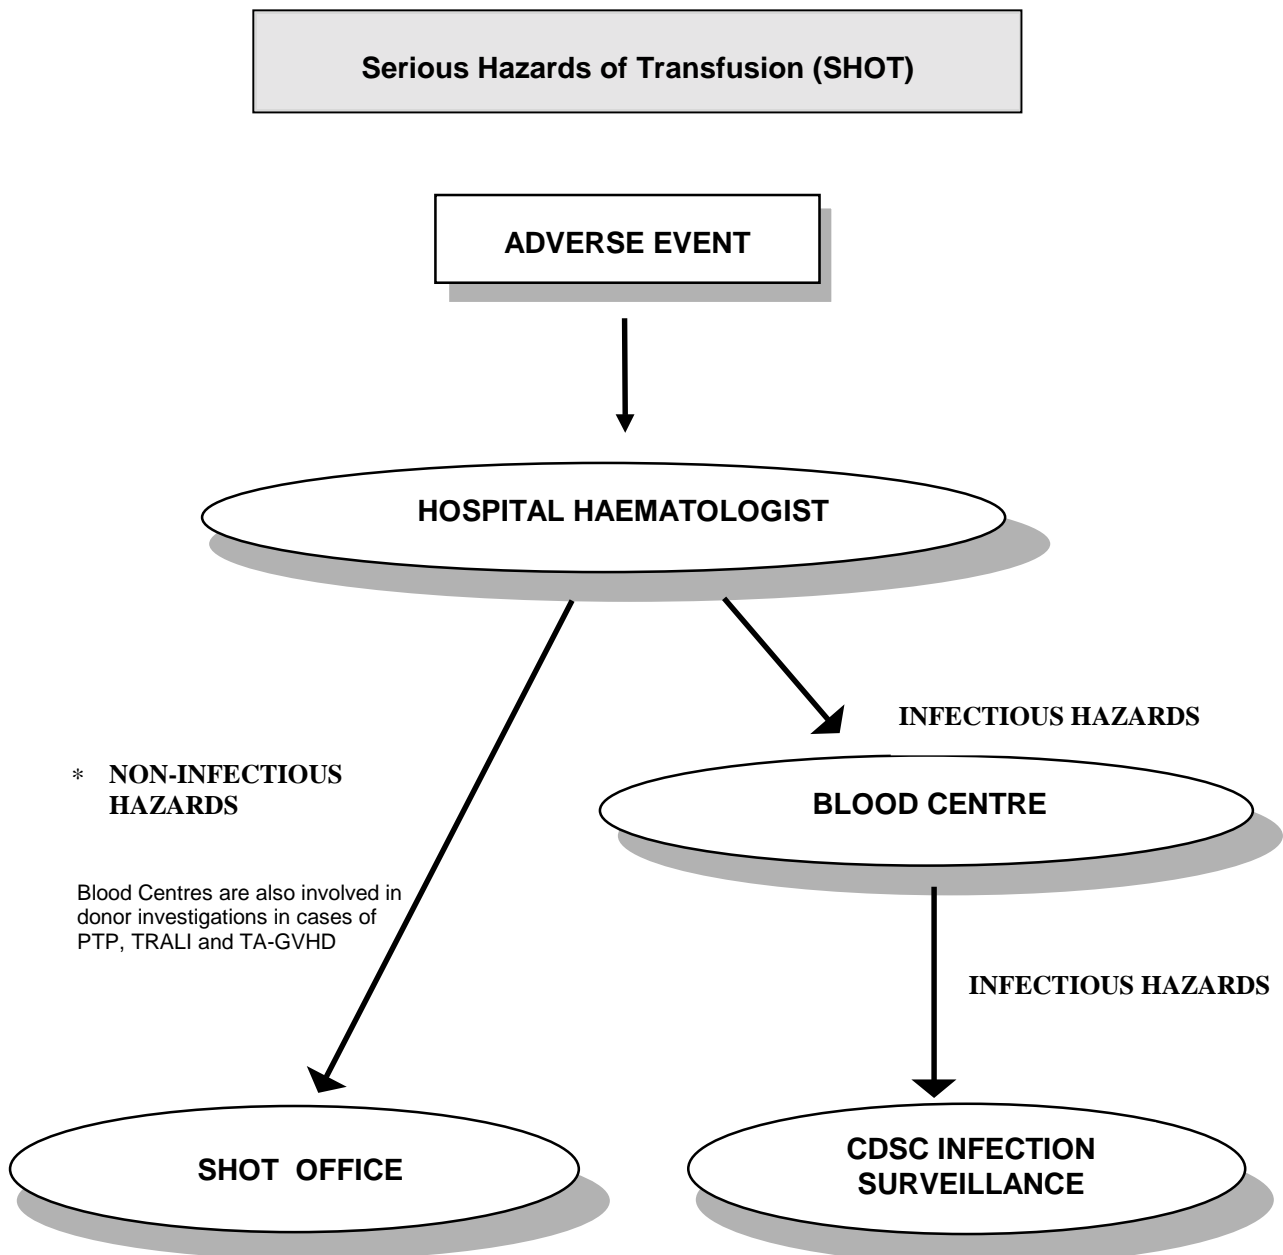 Serious Hazards of Transfusion (SHOT)
ADVERSE EVENT
HOSPITAL HAEMATOLOGIST
INFECTIOUS HAZARDS
* NON-INFECTIOUS
HAZARDS
BLOOD CENTRE
Blood Centres are also involved in
donor investigations in cases of
PTP, TRALI and TA-GVHD
INFECTIOUS HAZARDS
SHOT OFFICE
CDSC INFECTION
SURVEILLANCE